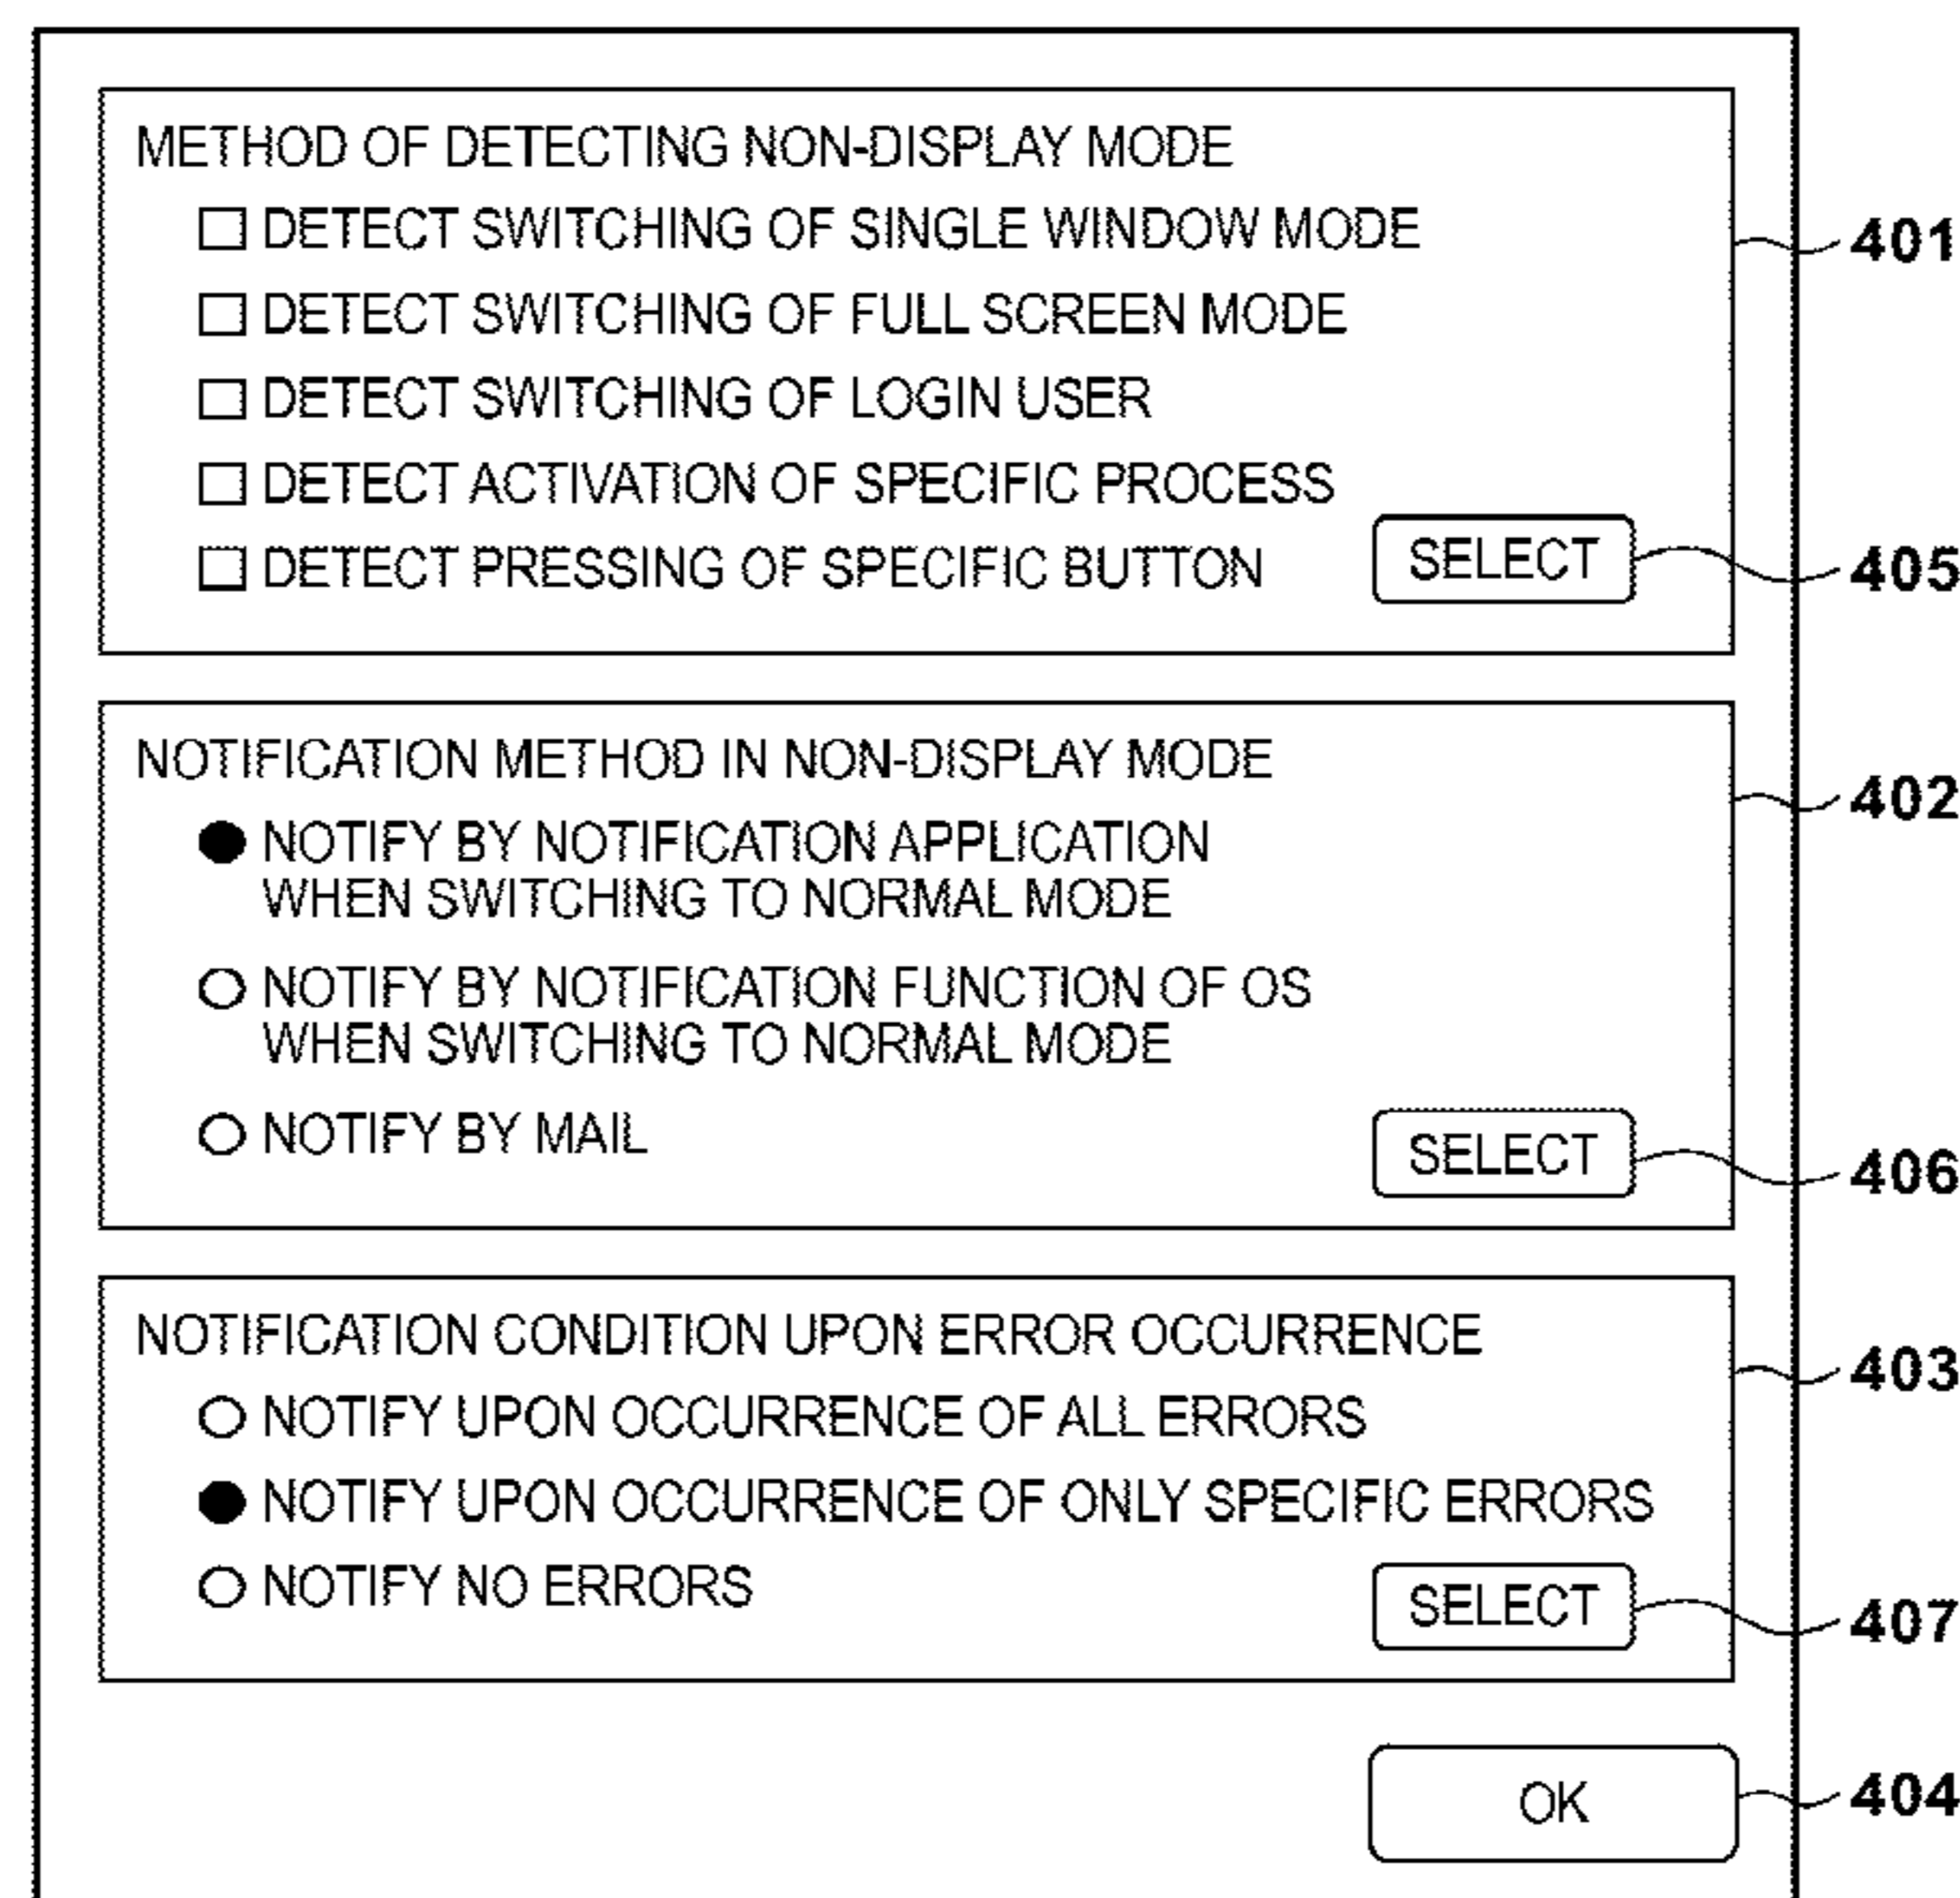 METHOD OF DETECTING NON-DISPLAY MODE
DETECT SWITCHING OF SINGLE WINDOW MODE
401
DETECT SWITCHING OF FULL SCREEN MODE
DETECT SWITCHING OF LOGIN USER
DETECT ACTIVATION OF SPECIFIC PROCESS
DETECT PRESSING OF SPECIFIC BUTTON
SELECT
405
NOTIFICATION METHOD IN NON-DISPLAY MODE
402
NOTIFY BY NOTIFICATION APPLICATION
WHEN SWITCHING TO NORMAL MODE
NOTIFY BY NOTIFICATION FUNCTION OF OS
WHEN SWITCHING TO NORMAL MODE
NOTIFY BY MAIL
SELECT
406
NOTIFICATION CONDITION UPON ERROR OCCURRENCE
403
NOTIFY UPON OCCURRENCE OF ALL ERRORS
NOTIFY UPON OCCURRENCE OF ONLY SPECIFIC ERRORS
NOTIFY NO ERRORS
SELECT
407
OK
404